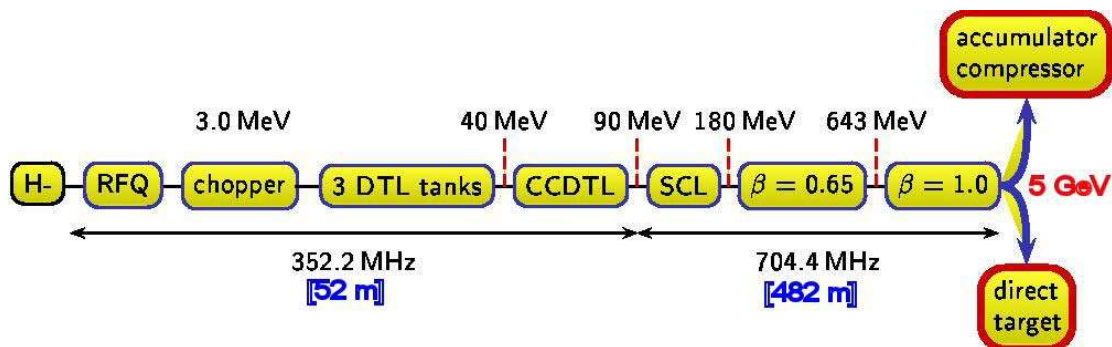 accumulator
compressor
3.0 MeV
40 MeV
90 MeV
180 MeV
643 MeV
H-
RFQ
chopper
3 DTL tanks
CCDTL
SCL
β = 0.65
β = 1.0
5 GeV
352.2 MHz
[52 m]
704.4 MHz
[482 m]
direct
target